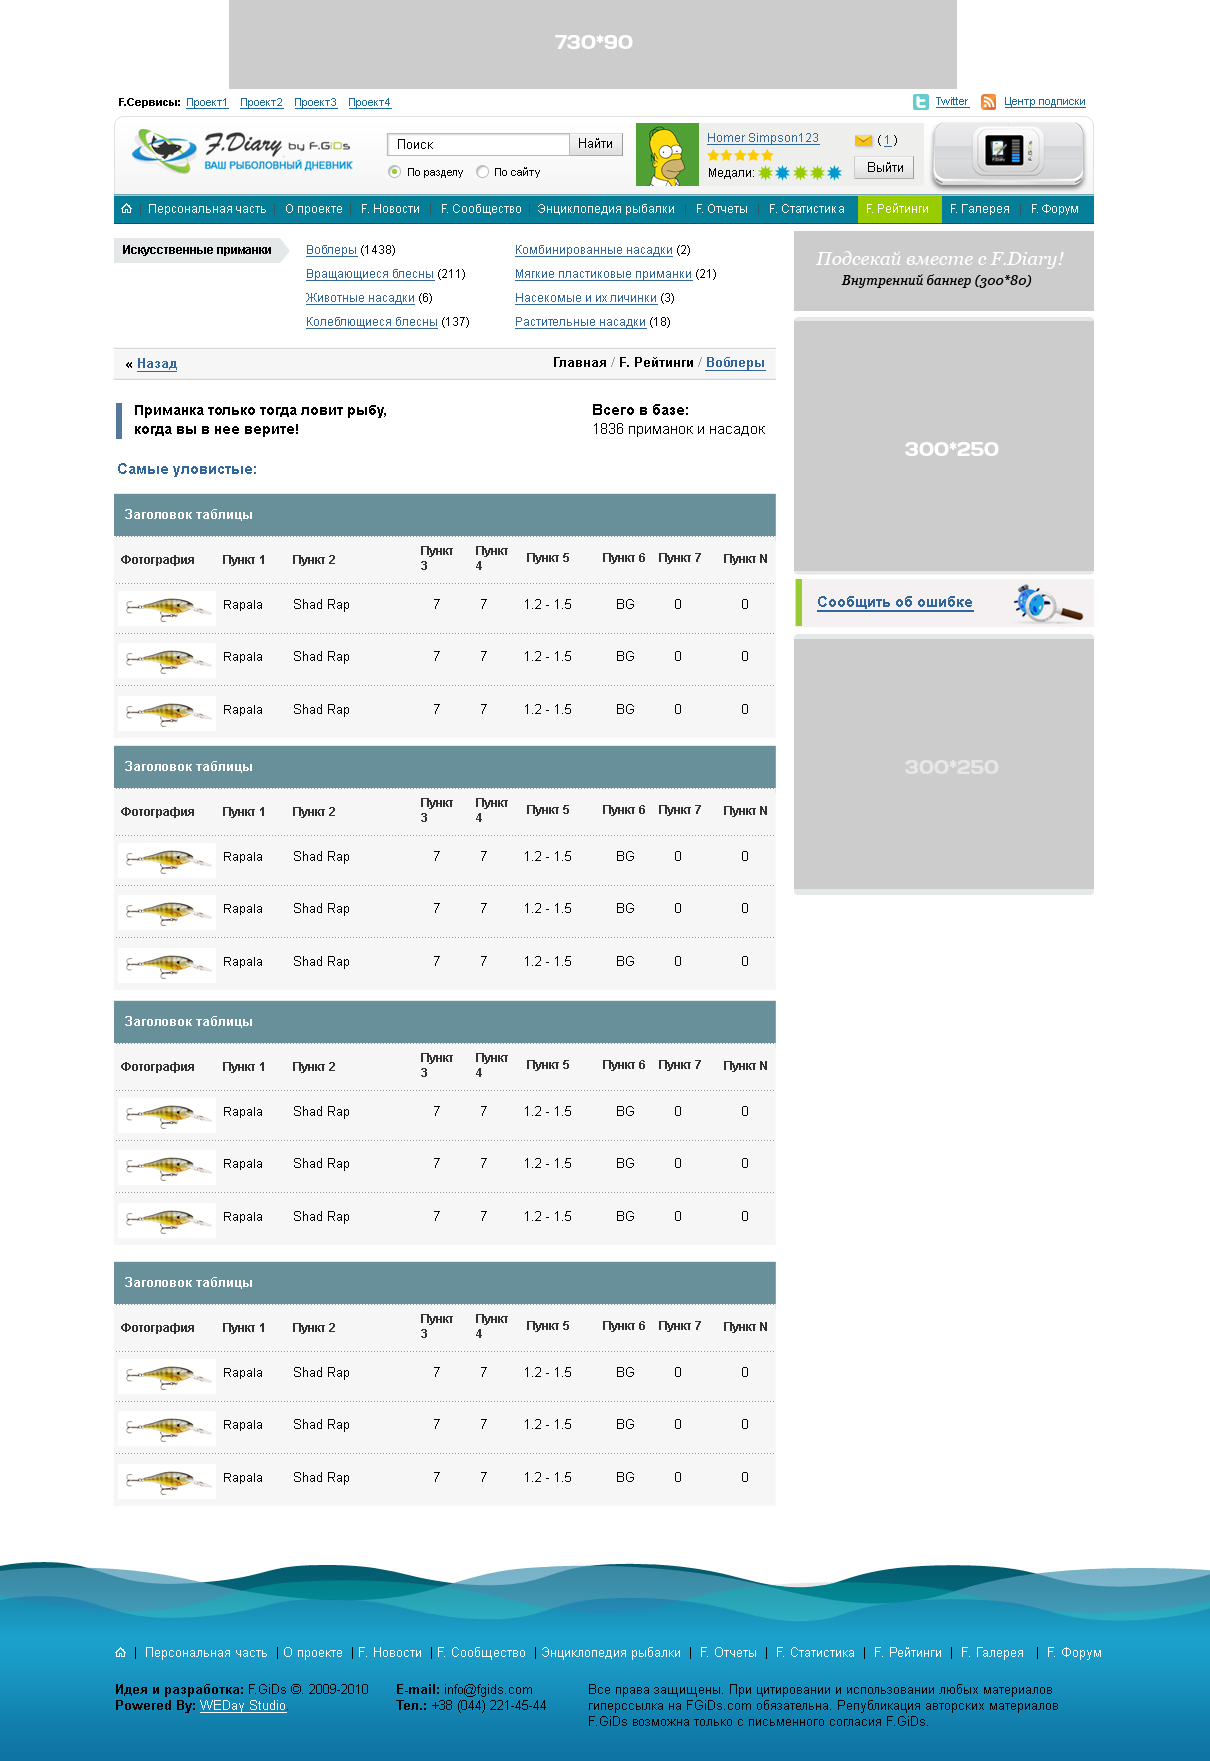 730*90
F.Сервисы: Проект1 Проект2 Проект3 Проект4
Twitter Центр подписки
F.Diary by F.GiDs
ВАШ РЫБОЛОВНЫЙ ДНЕВНИК
Поиск Найти
По разделу По сайту
Homer Simpson123 ( 1 )
Медали: Выйти
Персональная часть | О проекте | F. Новости | F. Сообщество | Энциклопедия рыбалки | F. Отчеты | F. Статистика F. Рейтинги F. Галерея | F. Форум
Искусственные приманки
Воблеры (1438) Комбинированные насадки (2)
Вращающиеся блесны (211) Мягкие пластиковые приманки (21)
Животные насадки (6) Насекомые и их личинки (3)
Колеблющиеся блесны (137) Растительные насадки (18)
Подсекай вместе с F.Diary!
Внутренний баннер (300*80)
« Назад Главная / F. Рейтинги / Воблеры
Приманка только тогда ловит рыбу,
когда вы в нее верите!
Всего в базе:
1836 приманок и насадок
300*250
Самые уловистые:
Заголовок таблицы
Фотография Пункт 1 Пункт 2 Пункт 3 Пункт 4 Пункт 5 Пункт 6 Пункт 7 Пункт N
Rapala Shad Rap 7 7 1.2 - 1.5 BG 0 0
Rapala Shad Rap 7 7 1.2 - 1.5 BG 0 0
Rapala Shad Rap 7 7 1.2 - 1.5 BG 0 0
Сообщить об ошибке
300*250
Заголовок таблицы
Фотография Пункт 1 Пункт 2 Пункт 3 Пункт 4 Пункт 5 Пункт 6 Пункт 7 Пункт N
Rapala Shad Rap 7 7 1.2 - 1.5 BG 0 0
Rapala Shad Rap 7 7 1.2 - 1.5 BG 0 0
Rapala Shad Rap 7 7 1.2 - 1.5 BG 0 0
Заголовок таблицы
Фотография Пункт 1 Пункт 2 Пункт 3 Пункт 4 Пункт 5 Пункт 6 Пункт 7 Пункт N
Rapala Shad Rap 7 7 1.2 - 1.5 BG 0 0
Rapala Shad Rap 7 7 1.2 - 1.5 BG 0 0
Rapala Shad Rap 7 7 1.2 - 1.5 BG 0 0
Заголовок таблицы
Фотография Пункт 1 Пункт 2 Пункт 3 Пункт 4 Пункт 5 Пункт 6 Пункт 7 Пункт N
Rapala Shad Rap 7 7 1.2 - 1.5 BG 0 0
Rapala Shad Rap 7 7 1.2 - 1.5 BG 0 0
Rapala Shad Rap 7 7 1.2 - 1.5 BG 0 0
| Персональная часть | О проекте | F. Новости | F. Сообщество | Энциклопедия рыбалки | F. Отчеты | F. Статистика | F. Рейтинги | F. Галерея | F. Форум
Идея и разработка: F.GiDs ©. 2009-2010
Powered By: WEDay Studio
E-mail: info@fgids.com
Тел.: +38 (044) 221-45-44
Все права защищены. При цитировании и использовании любых материалов
гиперссылка на FGiDs.com обязательна. Републикация авторских материалов
F.GiDs возможна только с письменного согласия F.GiDs.